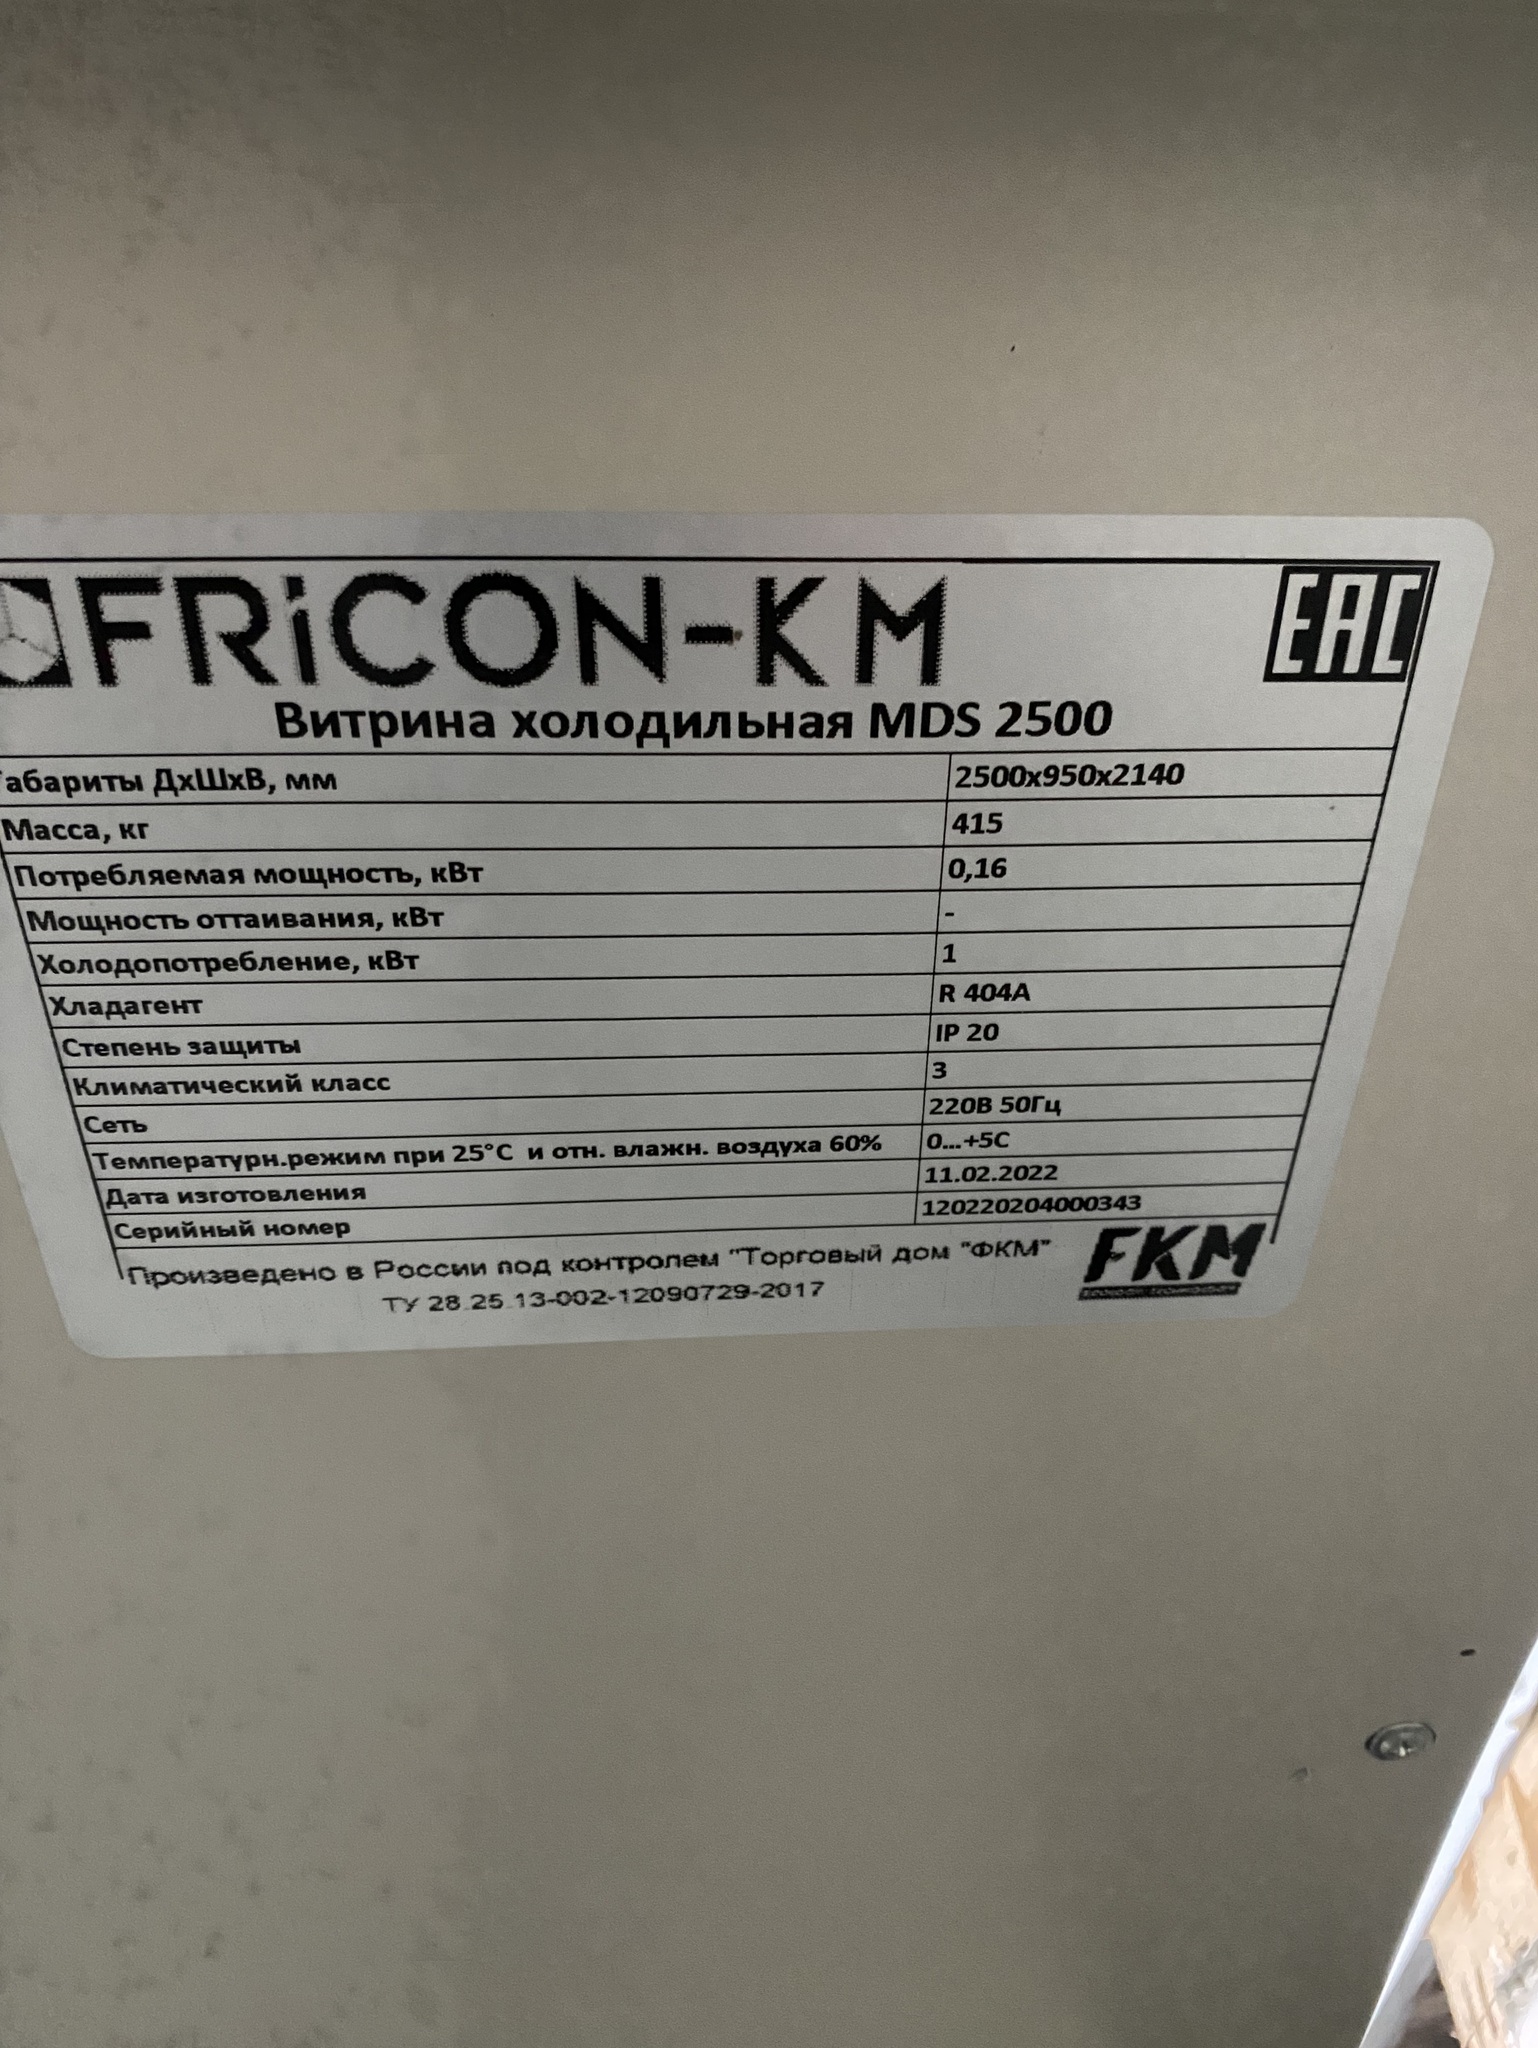 FRiCON-KM
EAC
Витрина холодильная MDS 2500
Габариты ДхШхВ, мм 2500х950х2140
Масса, кг 415
Потребляемая мощность, кВт 0,16
Мощность оттаивания, кВт -
Холодопотребление, кВт 1
Хладагент R 404A
Степень защиты IP 20
Климатический класс 3
Сеть 220В 50Гц
Температурн.режим при 25°С и отн. влажн. воздуха 60% 0...+5С
Дата изготовления 11.02.2022
Серийный номер 120220204000343
Произведено в России под контролем "Торговый дом "ФКМ"
ТУ 28.25.13-002-12090729-2017
FKM